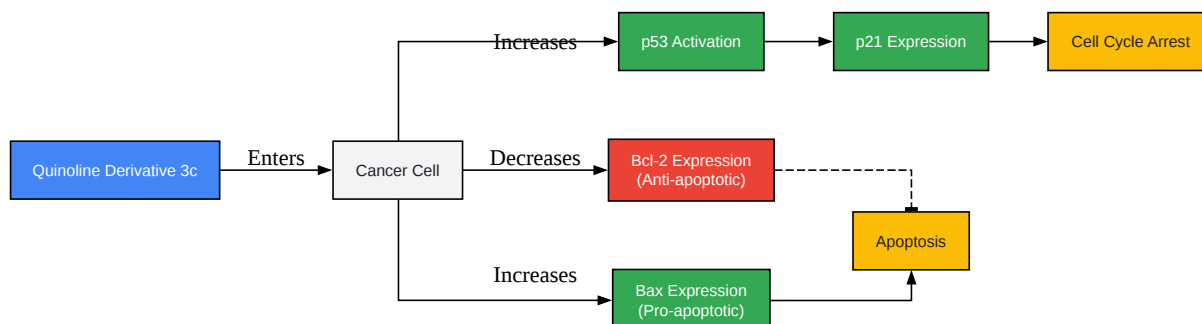 Increases
p53 Activation
p21 Expression
Cell Cycle Arrest
Quinoline Derivative 3c
Enters
Cancer Cell
Decreases
Bcl-2 Expression
(Anti-apoptotic)
Apoptosis
Increases
Bax Expression
(Pro-apoptotic)